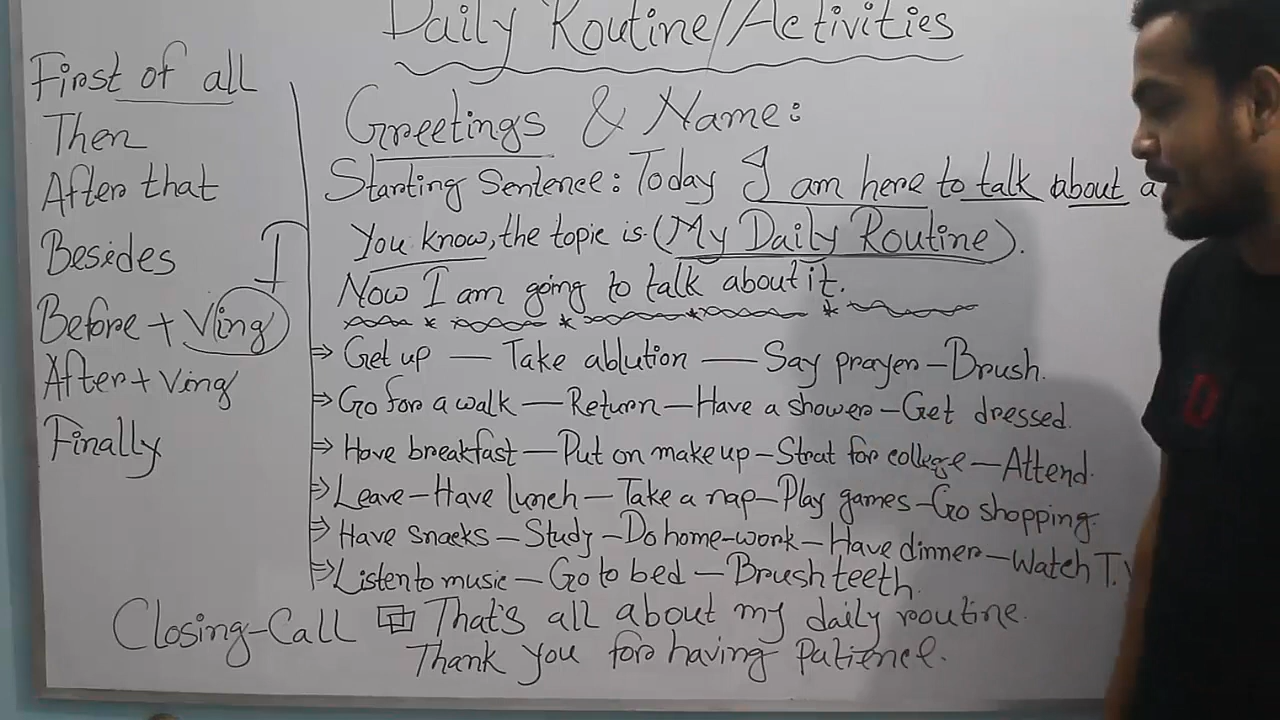 Daily Routine/Activities
First of all
Then
After that
Besides
Before + Ving
After + Ving
Finally
I
Greetings & Name:
Starting Sentence: Today I am here to talk about a
You know, the topic is (My Daily Routine).
Now I am going to talk about it.
⇒ Get up — Take ablution — Say prayer – Brush.
⇒ Go for a walk — Return – Have a shower – Get dressed.
⇒ Have breakfast — Put on make up – Strat for college – Attend.
⇒ Leave – Have lunch – Take a nap – Play games – Go shopping.
⇒ Have snacks – Study – Do home-work – Have dinner – Watch T.V
⇒ Listen to music – Go to bed – Brush teeth.
Closing-Call That's all about my daily routine.
Thank you for having Patience.